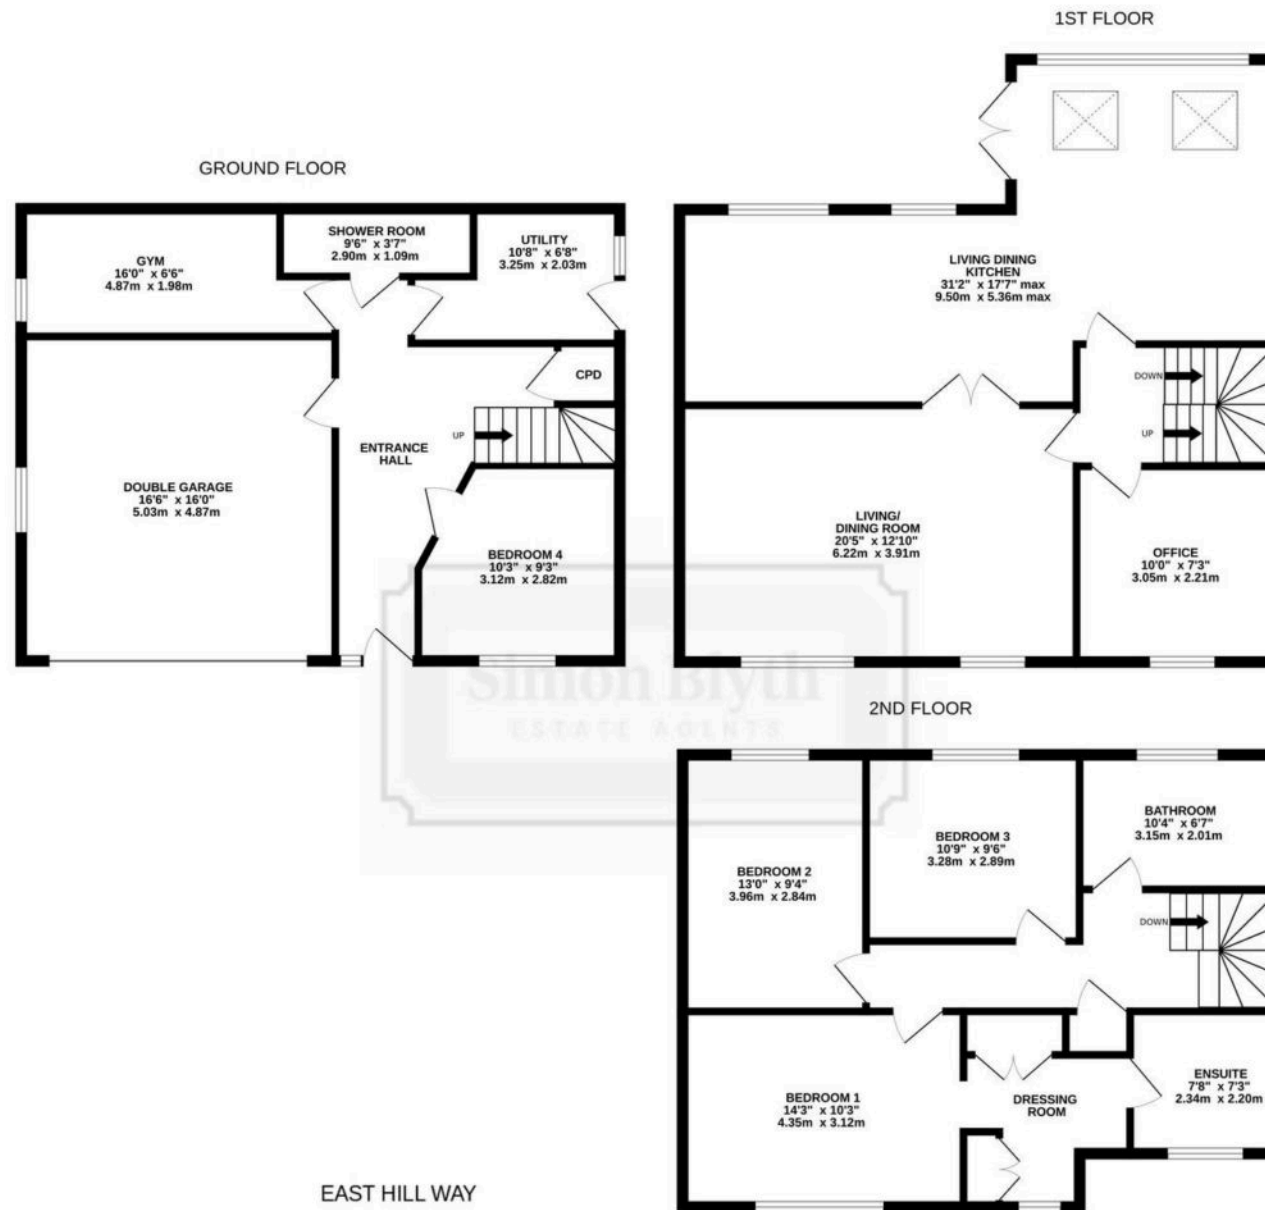 GROUND FLOOR
GYM
16'0" x 6'6"
4.87m x 1.98m
SHOWER ROOM
9'6" x 3'7"
2.90m x 1.09m
UTILITY
10'8" x 6'8"
3.25m x 2.03m
CPD
UP
ENTRANCE
HALL
DOUBLE GARAGE
16'6" x 16'0"
5.03m x 4.87m
BEDROOM 4
10'3" x 9'3"
3.12m x 2.82m
1ST FLOOR
LIVING DINING
KITCHEN
31'2" x 17'7" max
9.50m x 5.36m max
DOWN
UP
LIVING/
DINING ROOM
20'5" x 12'10"
6.22m x 3.91m
OFFICE
10'0" x 7'3"
3.05m x 2.21m
Simon Blyth
ESTATE AGENTS
2ND FLOOR
BEDROOM 2
13'0" x 9'4"
3.96m x 2.84m
BEDROOM 3
10'9" x 9'6"
3.28m x 2.89m
BATHROOM
10'4" x 6'7"
3.15m x 2.01m
DOWN
BEDROOM 1
14'3" x 10'3"
4.35m x 3.12m
DRESSING
ROOM
ENSUITE
7'8" x 7'3"
2.34m x 2.20m
EAST HILL WAY